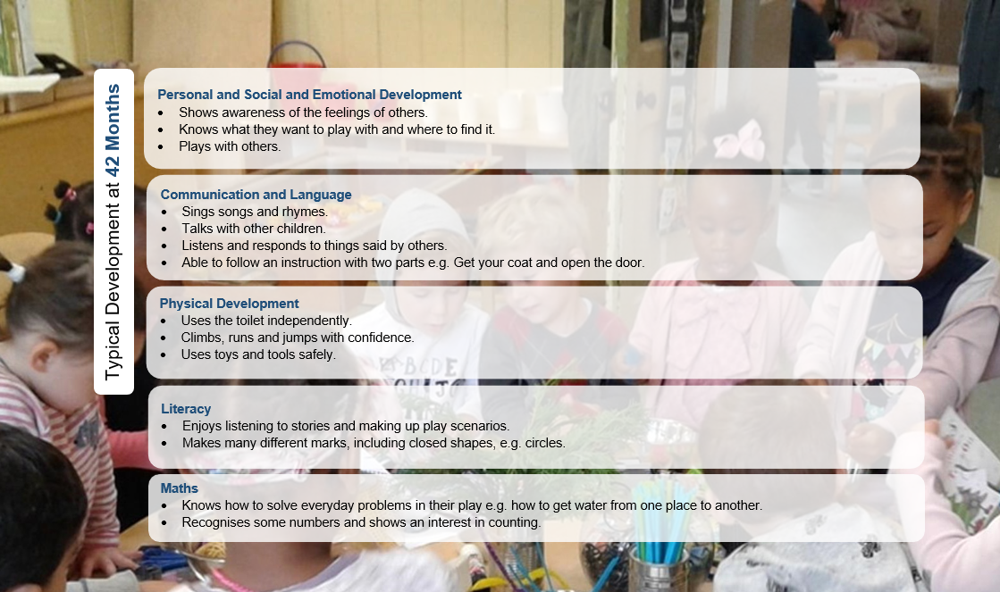 Typical Development at 42 Months
Personal and Social and Emotional Development
• Shows awareness of the feelings of others.
• Knows what they want to play with and where to find it.
• Plays with others.
Communication and Language
• Sings songs and rhymes.
• Talks with other children.
• Listens and responds to things said by others.
• Able to follow an instruction with two parts e.g. Get your coat and open the door.
Physical Development
• Uses the toilet independently.
• Climbs, runs and jumps with confidence.
• Uses toys and tools safely.
Literacy
• Enjoys listening to stories and making up play scenarios.
• Makes many different marks, including closed shapes, e.g. circles.
Maths
• Knows how to solve everyday problems in their play e.g. how to get water from one place to another.
• Recognises some numbers and shows an interest in counting.